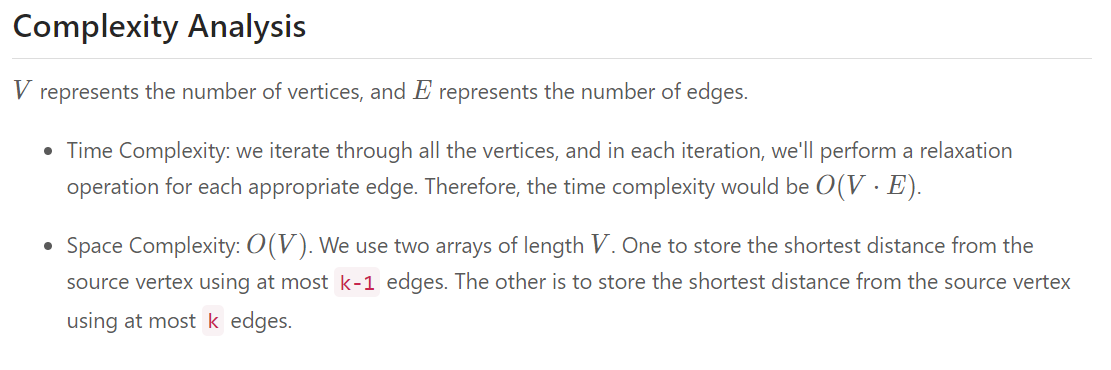 Complexity Analysis
V represents the number of vertices, and E represents the number of edges.
• Time Complexity: we iterate through all the vertices, and in each iteration, we'll perform a relaxation
operation for each appropriate edge. Therefore, the time complexity would be O(V · E).
• Space Complexity: O(V). We use two arrays of length V. One to store the shortest distance from the
source vertex using at most k-1 edges. The other is to store the shortest distance from the source vertex
using at most k edges.